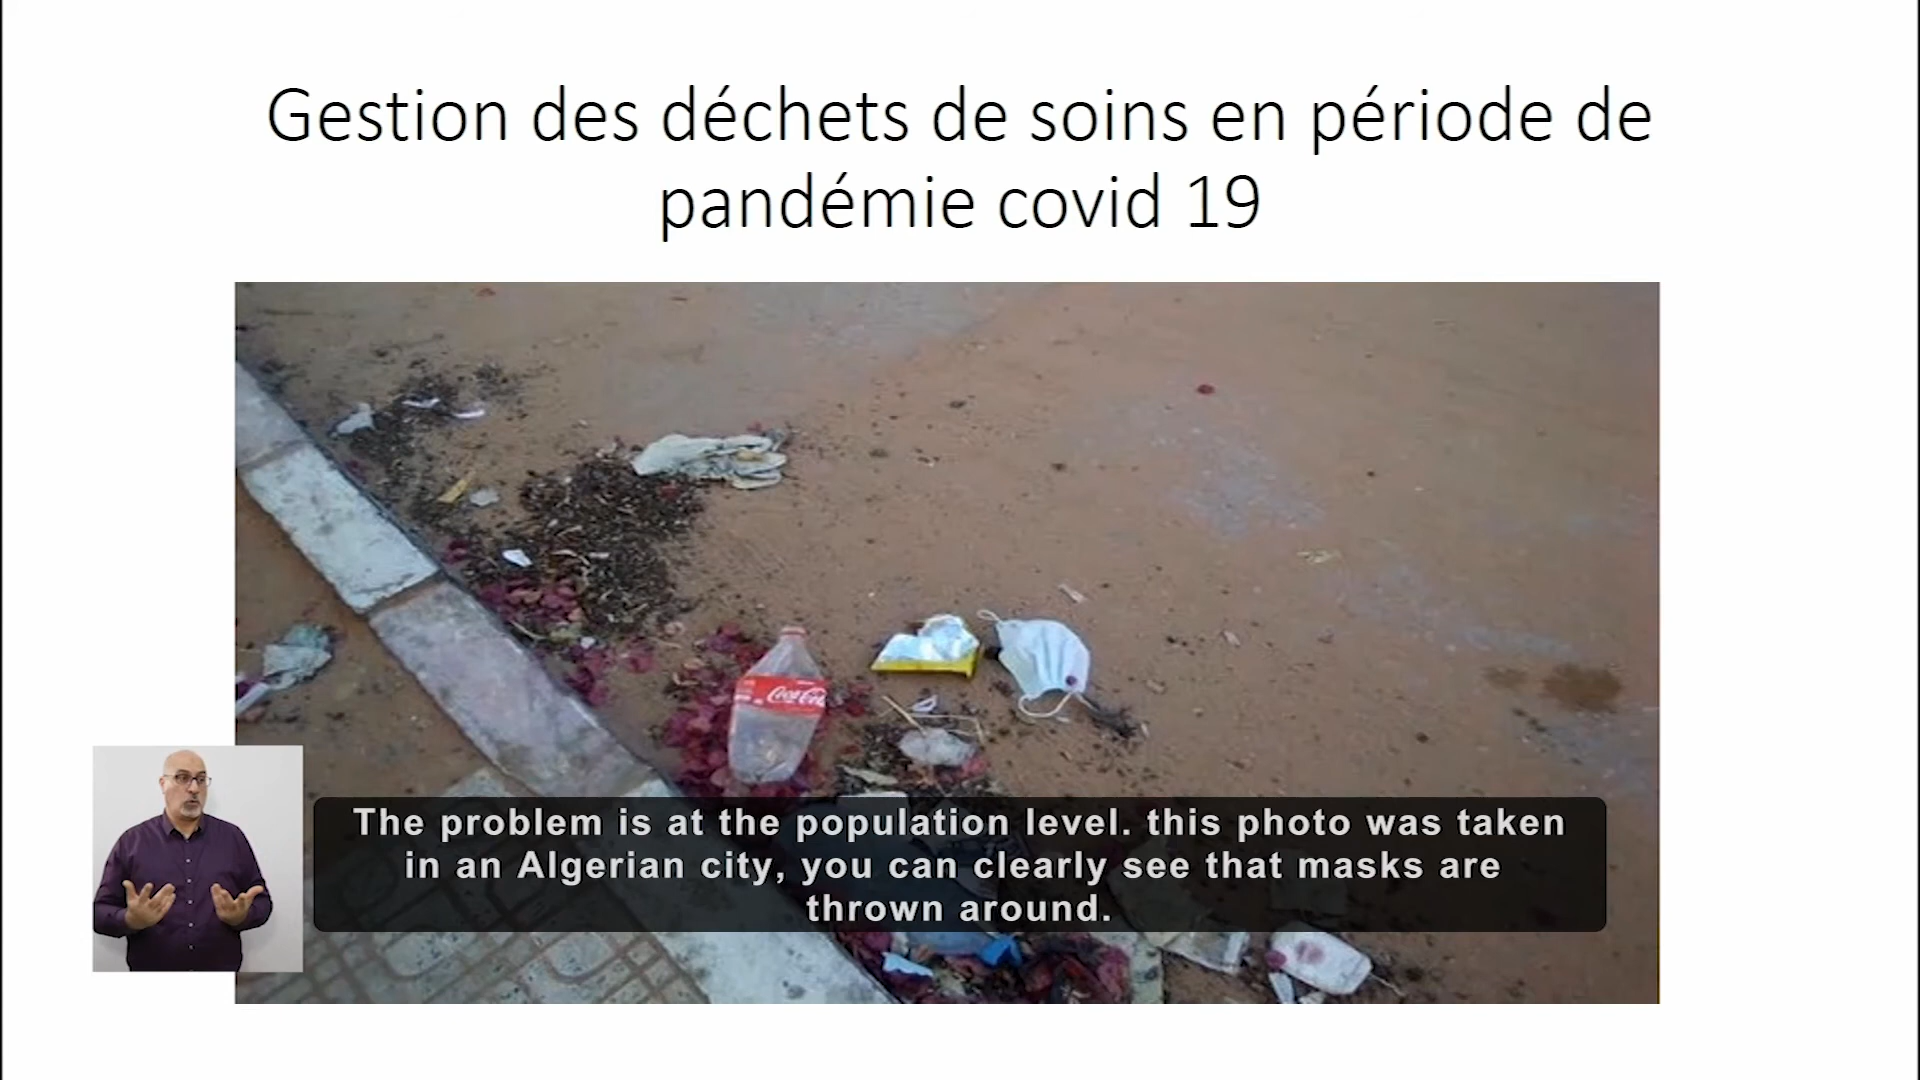 Gestion des déchets de soins en période de
pandémie covid 19
Coca-Cola
The problem is at the population level. this photo was taken
in an Algerian city, you can clearly see that masks are
thrown around.